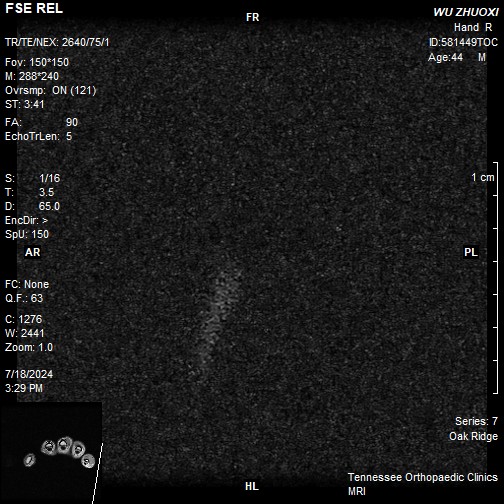 FSE REL
FR
WU ZHUOXI
Hand R
TR/TE/NEX: 2640/75/1
ID:581449TOC
Age:44 M
Fov: 150*150
M: 288*240
Ovrsmp: ON (121)
ST: 3:41
FA: 90
EchoTrLen: 5
S: 1/16
T: 3.5
D: 65.0
EncDir: >
SpU: 150
1 cm
AR
PL
FC: None
Q.F.: 63
C: 1276
W: 2441
Zoom: 1.0
7/18/2024
3:29 PM
Series: 7
Oak Ridge
HL
Tennessee Orthopaedic Clinics
MRI